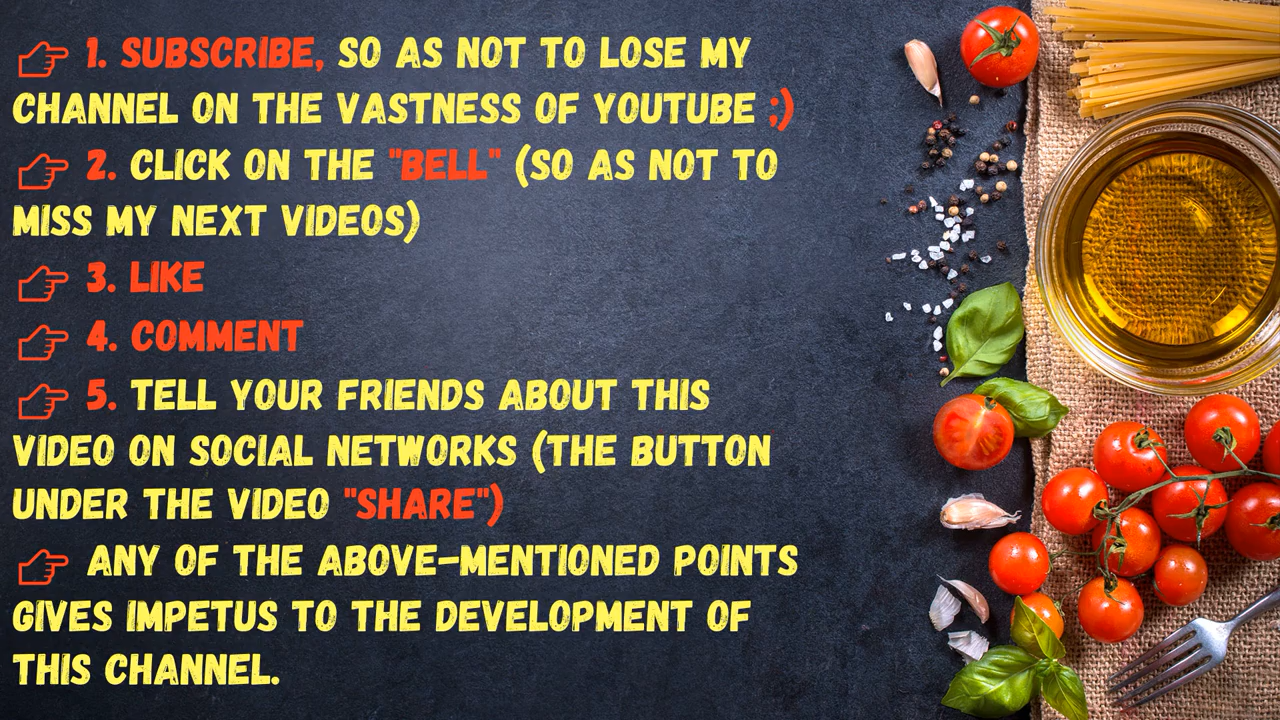 👉 1. SUBSCRIBE, SO AS NOT TO LOSE MY
CHANNEL ON THE VASTNESS OF YOUTUBE ;)
👉 2. CLICK ON THE "BELL" (SO AS NOT TO
MISS MY NEXT VIDEOS)
👉 3. LIKE
👉 4. COMMENT
👉 5. TELL YOUR FRIENDS ABOUT THIS
VIDEO ON SOCIAL NETWORKS (THE BUTTON
UNDER THE VIDEO "SHARE")
👉 ANY OF THE ABOVE-MENTIONED POINTS
GIVES IMPETUS TO THE DEVELOPMENT OF
THIS CHANNEL.